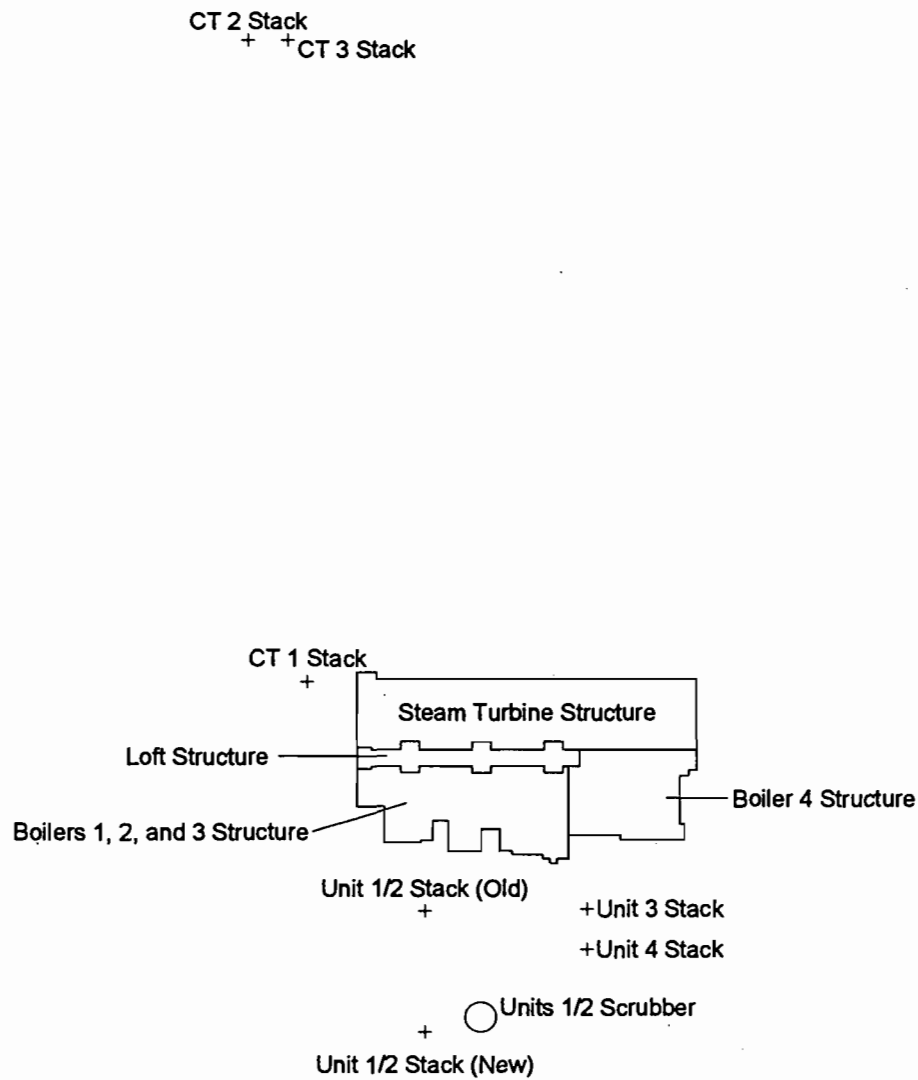 CT 2 Stack
CT 3 Stack
CT 1 Stack
Steam Turbine Structure
Loft Structure
Boiler 4 Structure
Boilers 1, 2, and 3 Structure
Unit 1/2 Stack (Old)
Unit 3 Stack
Unit 4 Stack
Units 1/2 Scrubber
Unit 1/2 Stack (New)